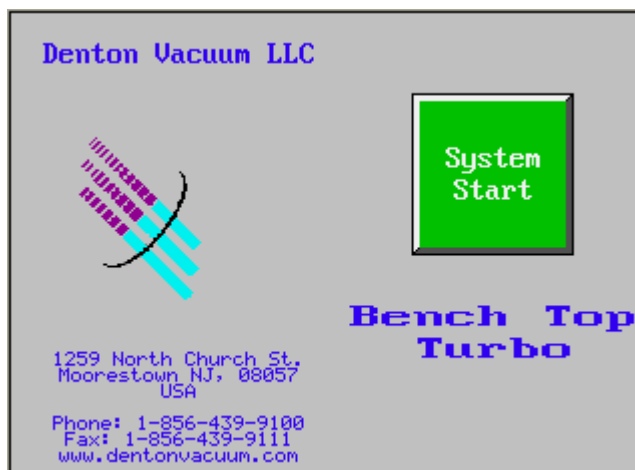 Denton Vacuum LLC
System
Start
Bench Top
Turbo
1259 North Church St.
Moorestown NJ, 08057
USA
Phone: 1-856-439-9100
Fax: 1-856-439-9111
www.dentonvacuum.com